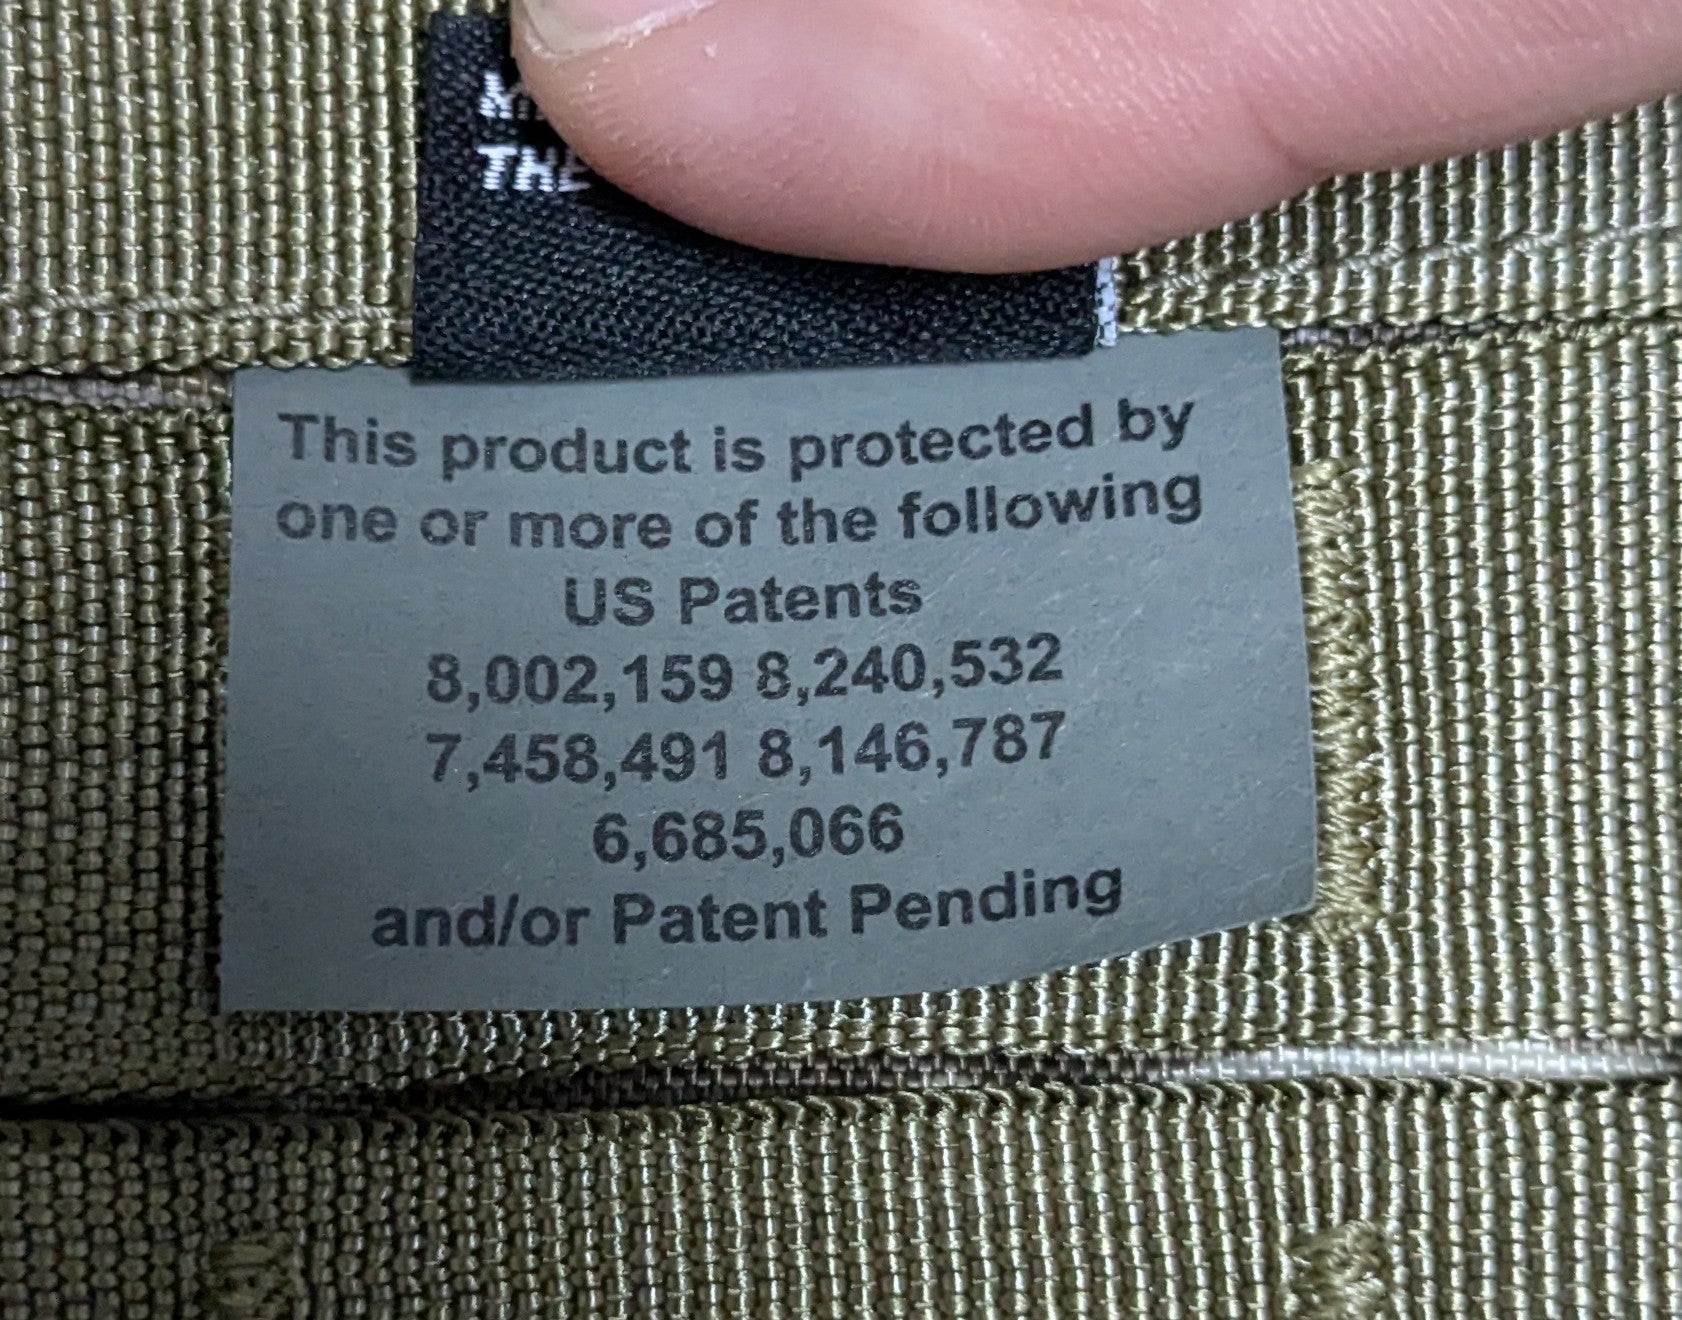 THE
This product is protected by
one or more of the following
US Patents
8,002,159 8,240,532
7,458,491 8,146,787
6,685,066
and/or Patent Pending